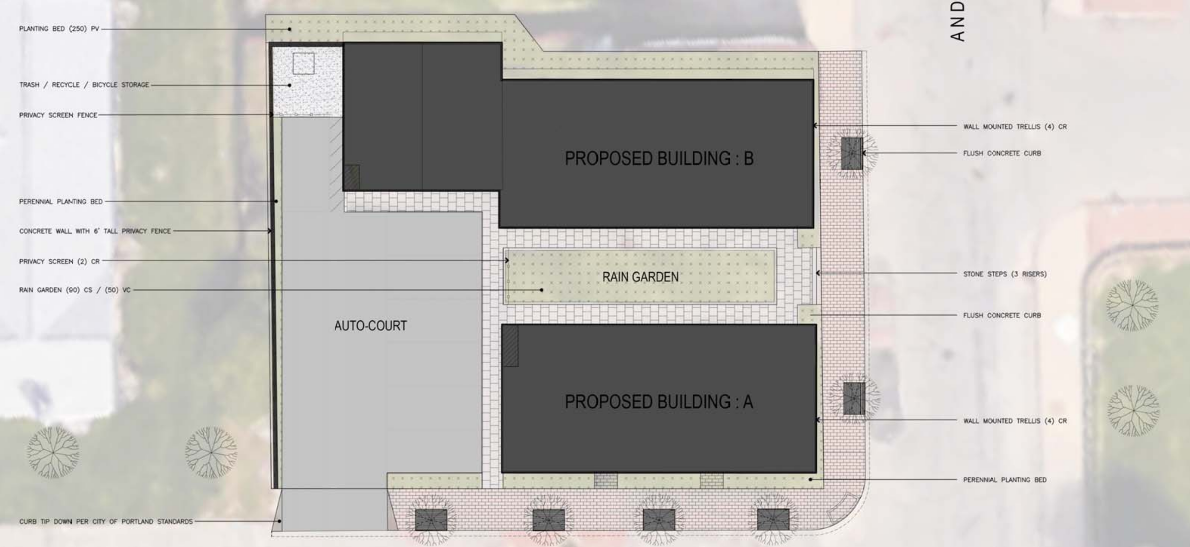 AND
PLANTING BED (250) PV
TRASH / RECYCLE / BICYCLE STORAGE
PRIVACY SCREEN FENCE
PERENNIAL PLANTING BED
CONCRETE WALL WITH 6' TALL PRIVACY FENCE
PRIVACY SCREEN (2) CR
RAIN GARDEN (90) CS / (50) VC
CURB TIP DOWN PER CITY OF PORTLAND STANDARDS
PROPOSED BUILDING : B
RAIN GARDEN
AUTO-COURT
PROPOSED BUILDING : A
WALL MOUNTED TRELLIS (4) CR
FLUSH CONCRETE CURB
STONE STEPS (3 RISERS)
FLUSH CONCRETE CURB
WALL MOUNTED TRELLIS (4) CR
PERENNIAL PLANTING BED